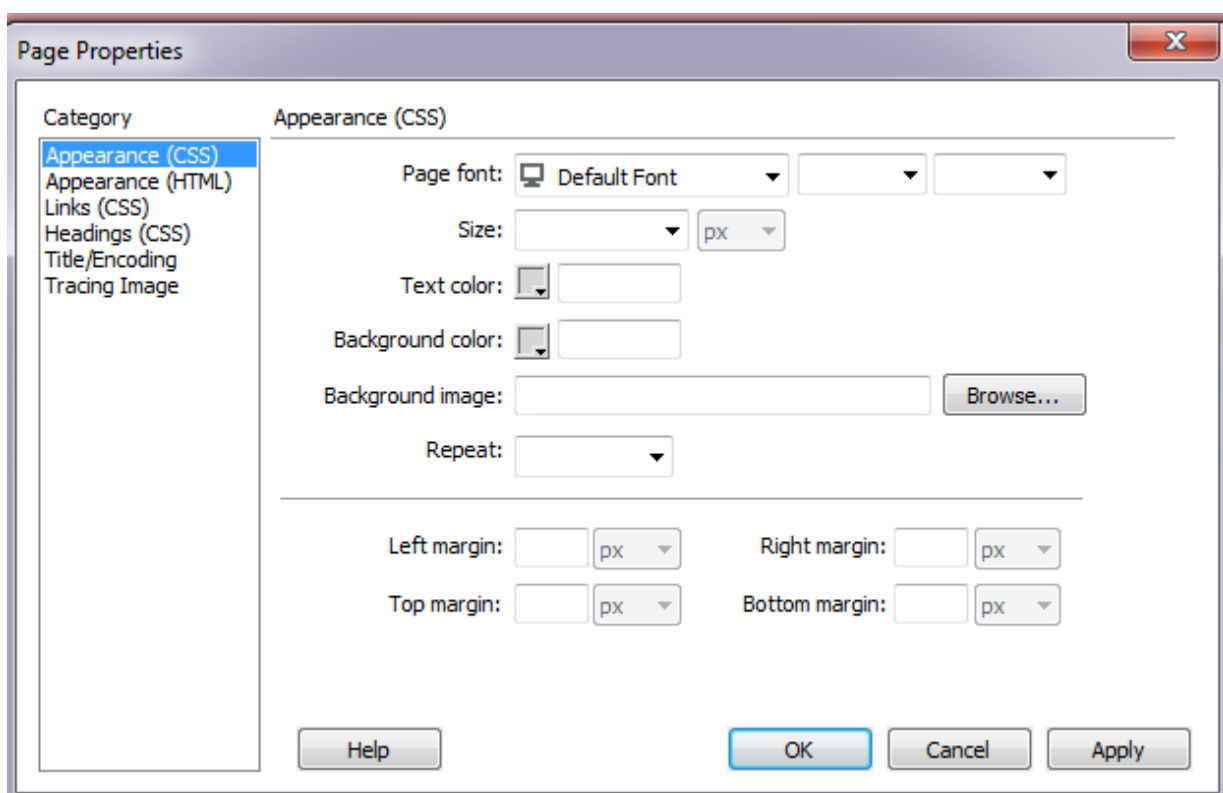 Page Properties
Category
Appearance (CSS)
Appearance (HTML)
Links (CSS)
Headings (CSS)
Title/Encoding
Tracing Image
Appearance (CSS)
Page font: Default Font
Size: px
Text color:
Background color:
Background image: Browse...
Repeat:
Left margin: px Right margin: px
Top margin: px Bottom margin: px
Help OK Cancel Apply